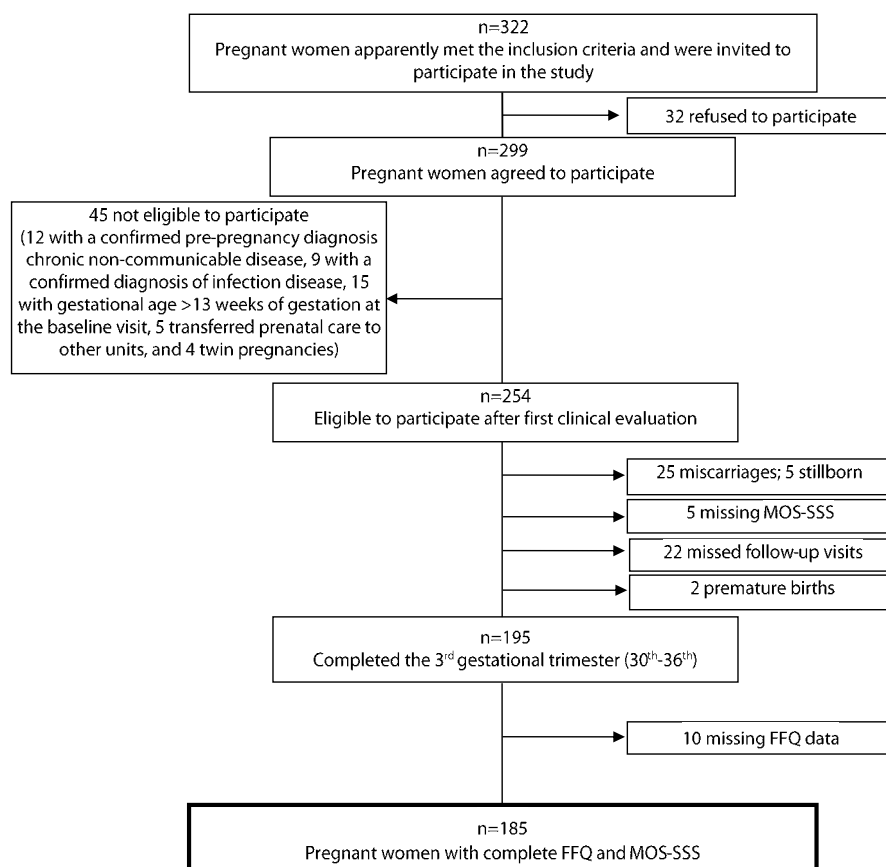 n=322
Pregnant women apparently met the inclusion criteria and were invited to
participate in the study
32 refused to participate
n=299
Pregnant women agreed to participate
45 not eligible to participate
(12 with a confirmed pre-pregnancy diagnosis
chronic non-communicable disease, 9 with a
confirmed diagnosis of infection disease, 15
with gestational age >13 weeks of gestation at
the baseline visit, 5 transferred prenatal care to
other units, and 4 twin pregnancies)
n=254
Eligible to participate after first clinical evaluation
25 miscarriages; 5 stillborn
5 missing MOS-SSS
22 missed follow-up visits
2 premature births
n=195
Completed the 3rd gestational trimester (30th-36th)
10 missing FFQ data
n=185
Pregnant women with complete FFQ and MOS-SSS